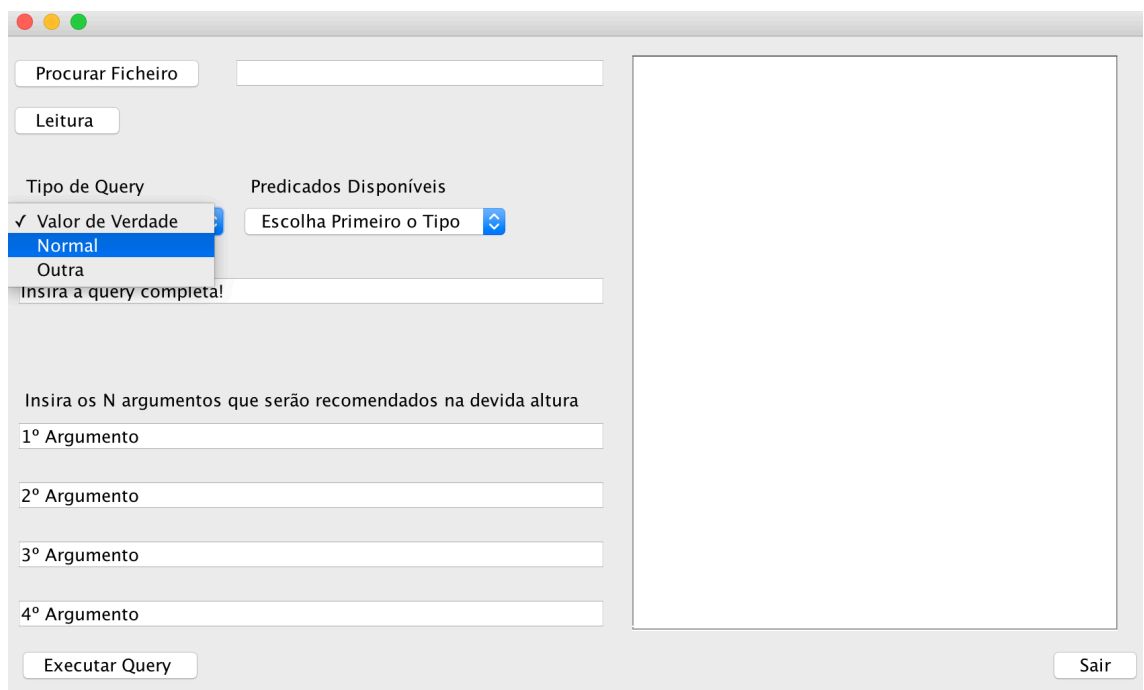 Procurar Ficheiro
Leitura
Tipo de Query
Predicados Disponíveis
✓ Valor de Verdade
Escolha Primeiro o Tipo
Normal
Outra
Insira a query completa!
Insira os N argumentos que serão recomendados na devida altura
1º Argumento
2º Argumento
3º Argumento
4º Argumento
Executar Query
Sair